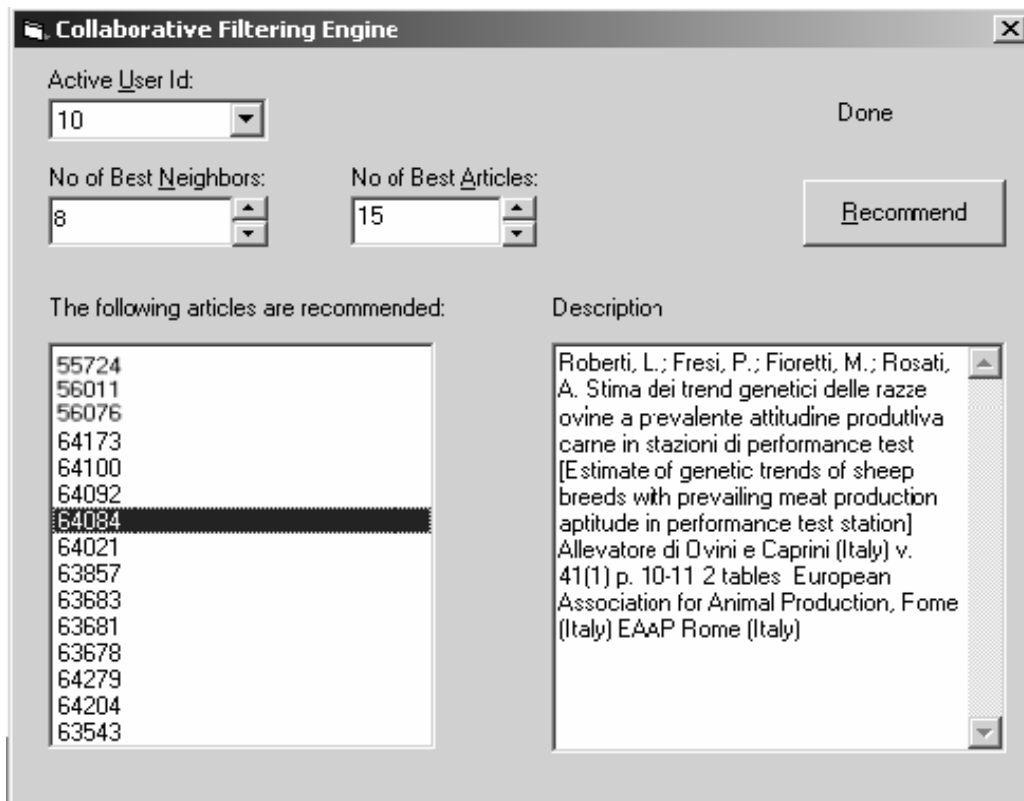 Collaborative Filtering Engine
Active User Id:
10
Done
No of Best Neighbors:
No of Best Articles:
8
15
Recommend
The following articles are recommended:
55724
56011
56076
64173
64100
64092
64084
64021
63857
63683
63681
63678
64279
64204
63543
Description
Roberti, L.; Fresi, P.; Fioretti, M.; Rosati,
A. Stima dei trend genetici delle razze
ovine a prevalente attitudine produttiva
carne in stazioni di performance test
[Estimate of genetic trends of sheep
breeds with prevailing meat production
aptitude in performance test station]
Allevatore di Ovini e Caprini (Italy) v.
41(1) p. 10-11 2 tables European
Association for Animal Production, Fome
(Italy) EAAP Rome (Italy)